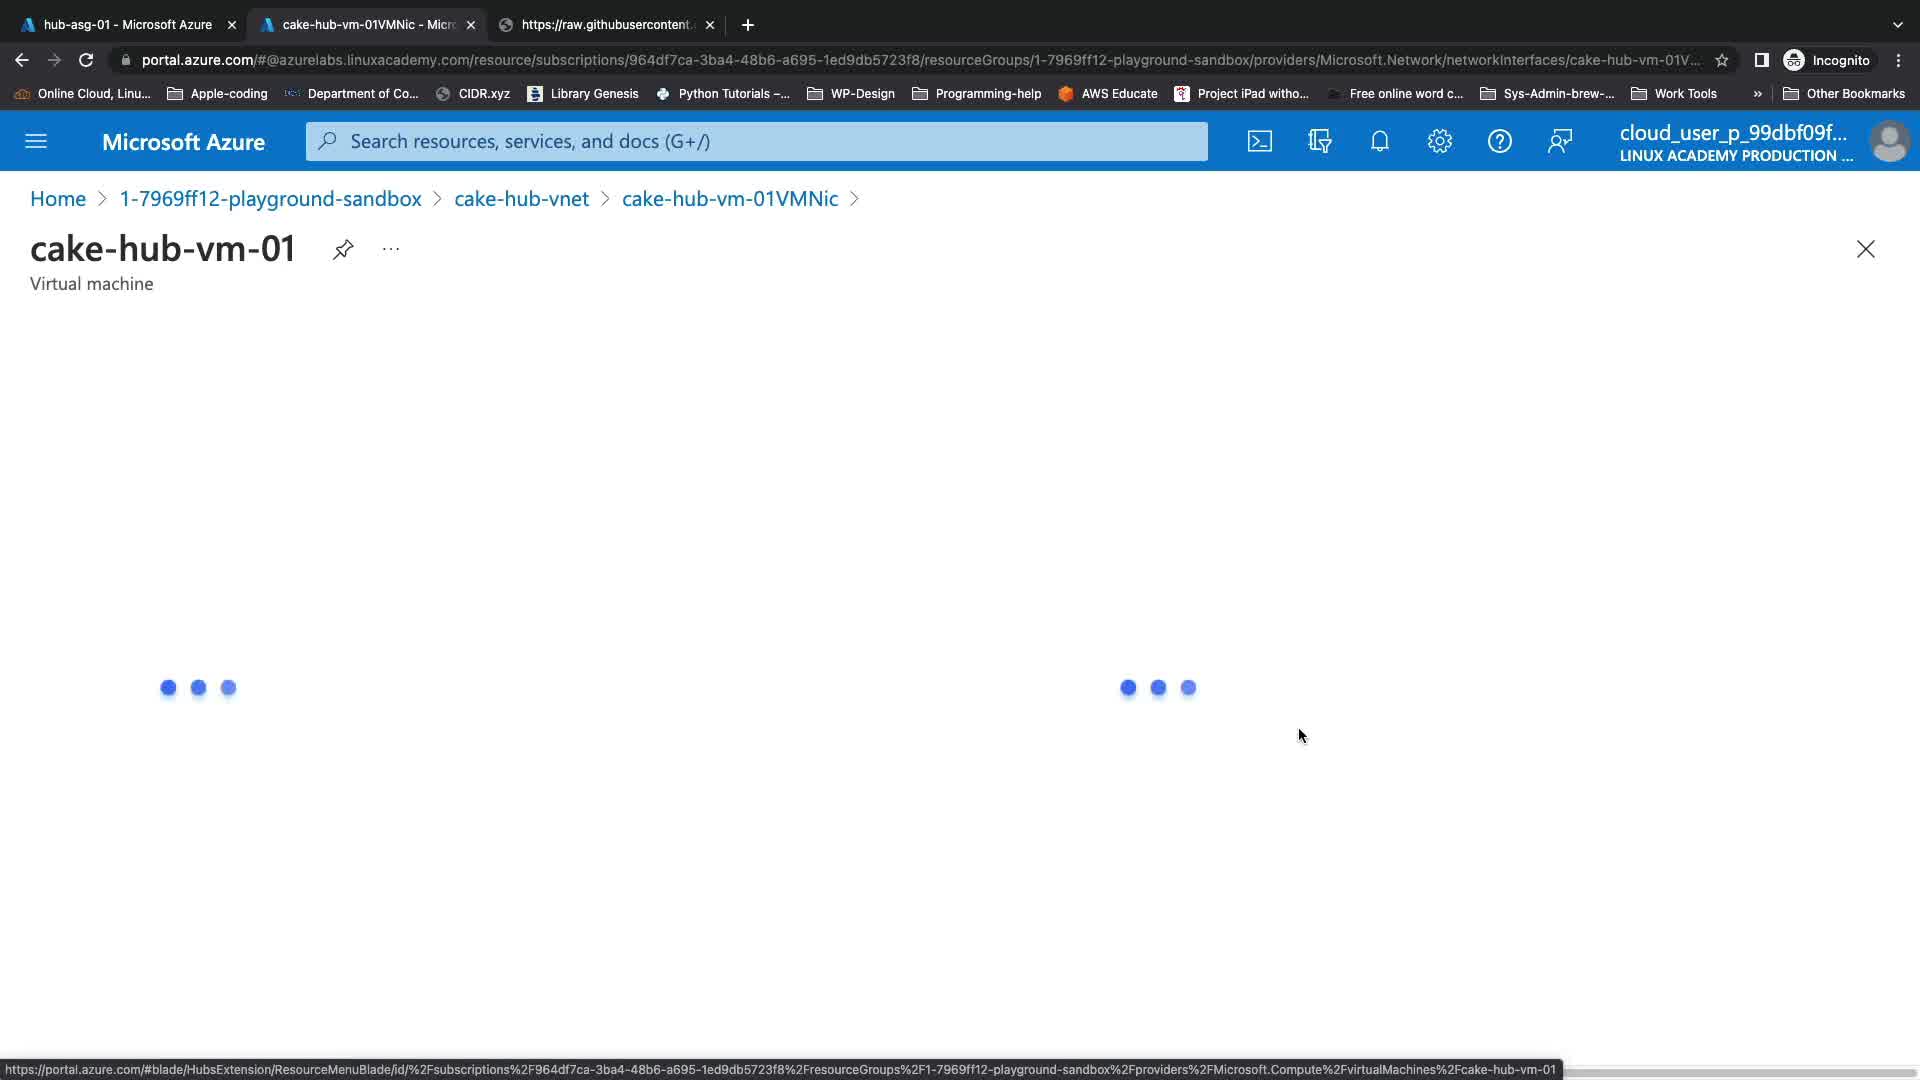 hub-asg-01 - Microsoft Azure
cake-hub-vm-01VMNic - Micro
https://raw.githubusercontent.
portal.azure.com/#@azurelabs.linuxacademy.com/resource/subscriptions/964df7ca-3ba4-48b6-a695-1ed9db5723f8/resourceGroups/1-7969ff12-playground-sandbox/providers/Microsoft.Network/networkInterfaces/cake-hub-vm-01V...
Incognito
Online Cloud, Linu...
Apple-coding
Department of Co...
CIDR.xyz
Library Genesis
Python Tutorials –...
WP-Design
Programming-help
AWS Educate
Project iPad witho...
Free online word c...
Sys-Admin-brew-...
Work Tools
»
Other Bookmarks
Microsoft Azure
Search resources, services, and docs (G+/)
cloud_user_p_99dbf09f...
LINUX ACADEMY PRODUCTION ...
Home > 1-7969ff12-playground-sandbox > cake-hub-vnet > cake-hub-vm-01VMNic >
cake-hub-vm-01 ...
Virtual machine
https://portal.azure.com/#blade/HubsExtension/ResourceMenuBlade/id/%2Fsubscriptions%2F964df7ca-3ba4-48b6-a695-1ed9db5723f8%2FresourceGroups%2F1-7969ff12-playground-sandbox%2Fproviders%2FMicrosoft.Compute%2FvirtualMachines%2Fcake-hub-vm-01